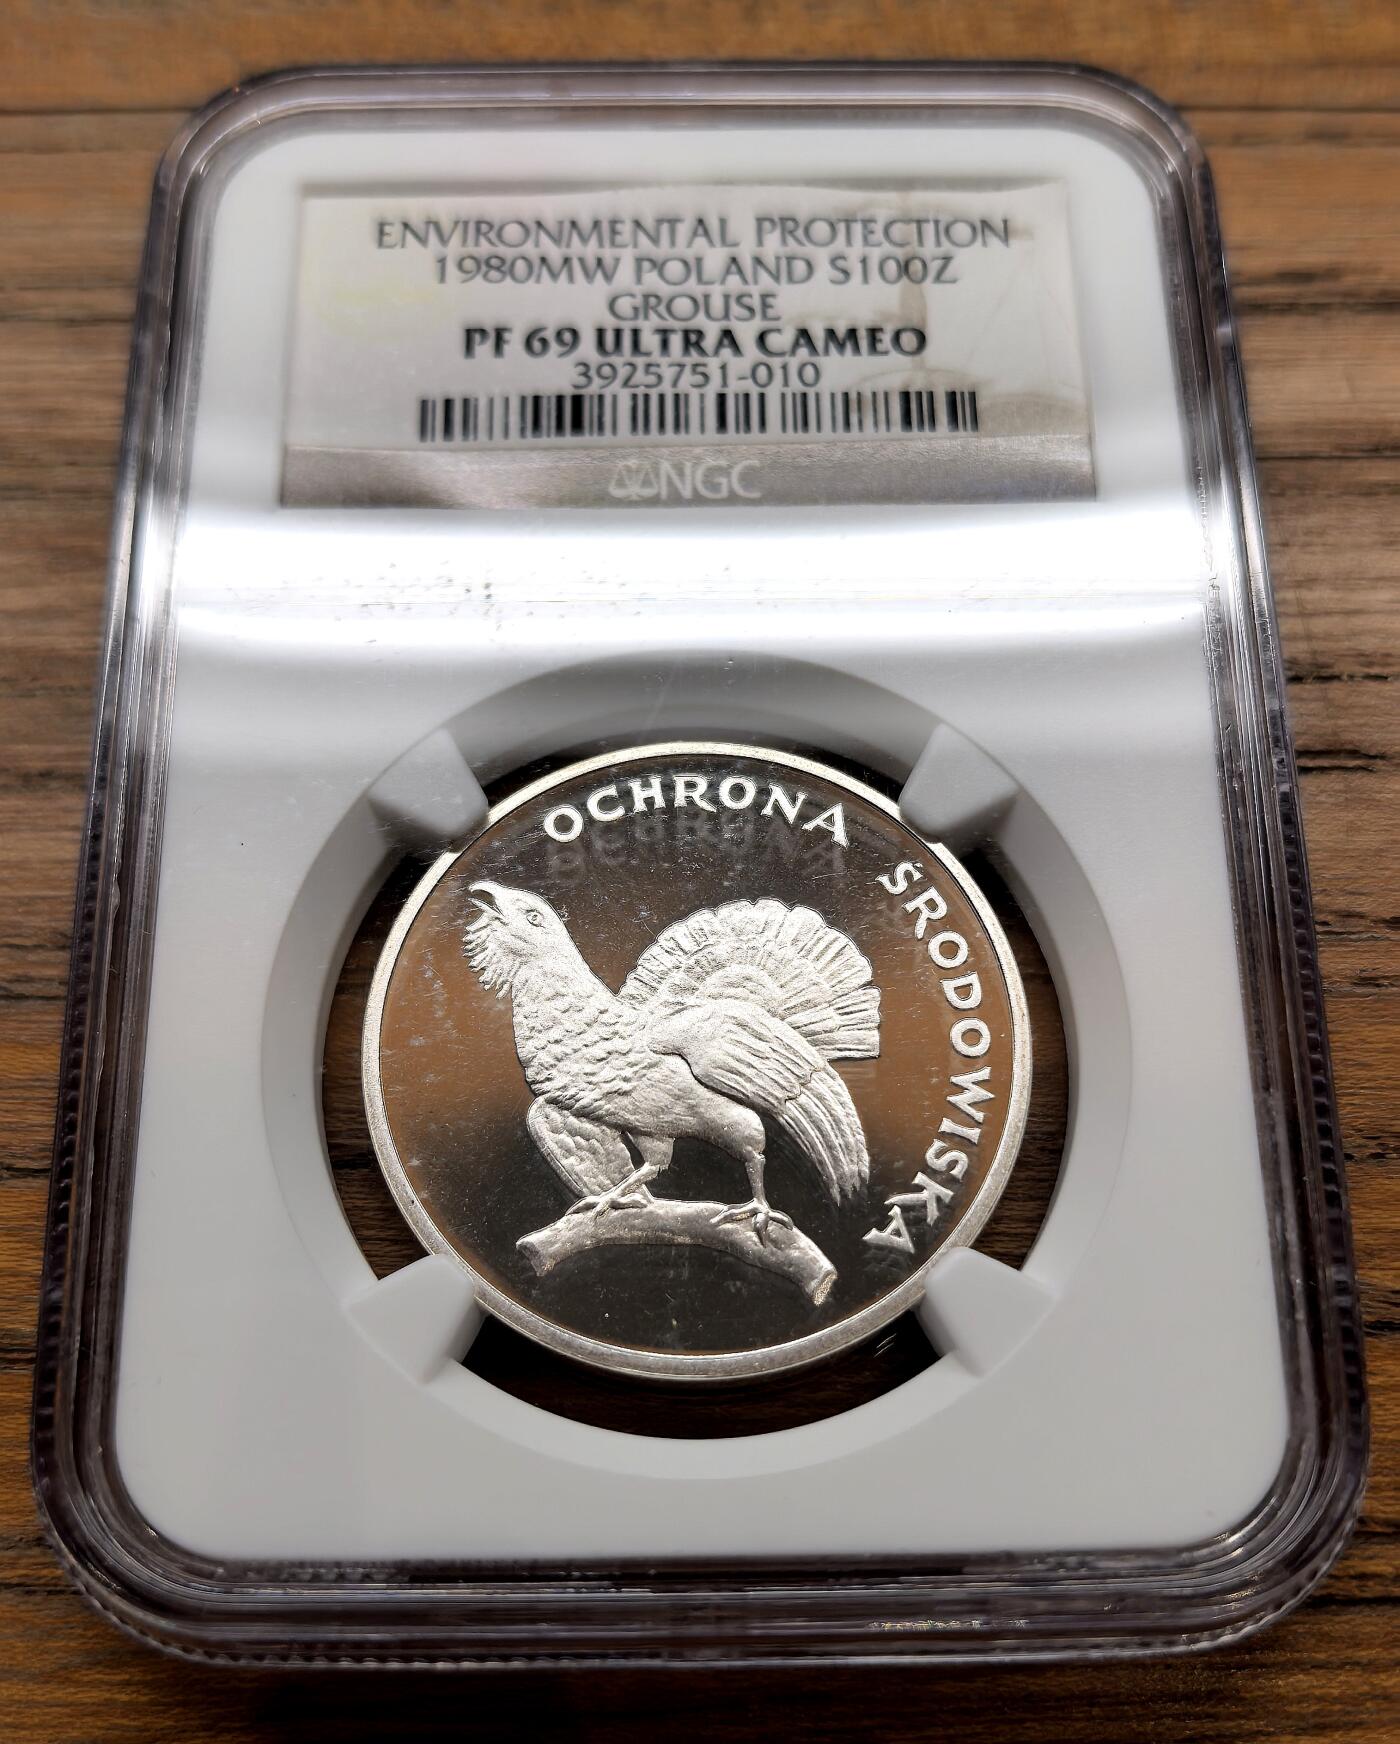 ENVIRONMENTAL PROTECTION
1980MW POLAND S100Z
GROUSE
PF 69 ULTRA CAMEO
3925751-010
NGC
OCHRONA ŚRODOWISKA